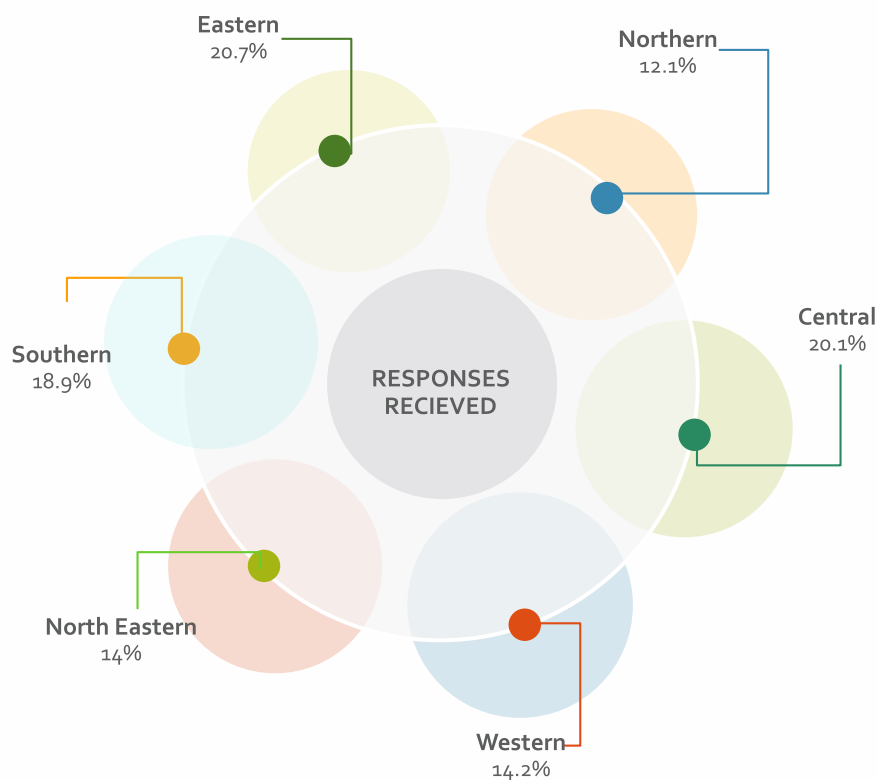 Eastern
20.7%
Northern
12.1%
Central
20.1%
Southern
18.9%
RESPONSES
RECIEVED
North Eastern
14%
Western
14.2%